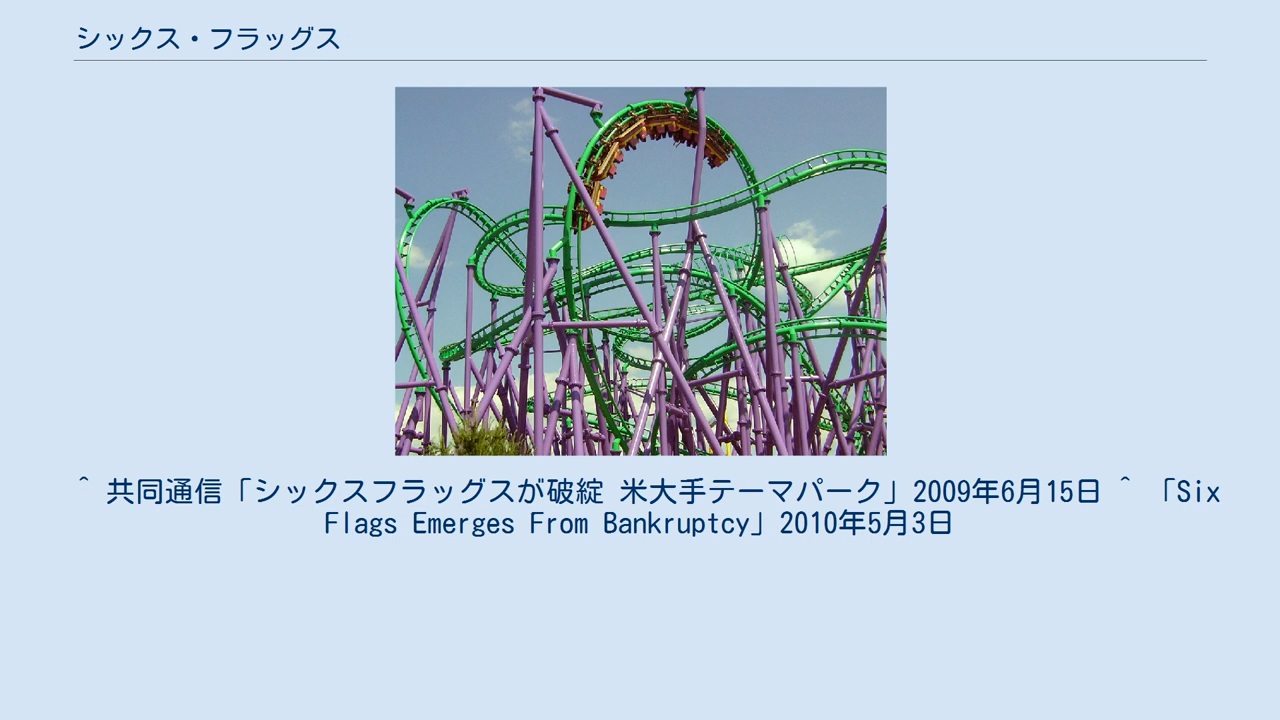 シックス・フラッグス
^ 共同通信「シックスフラッグスが破綻 米大手テーマパーク」2009年6月15日 ^ 「Six
Flags Emerges From Bankruptcy」2010年5月3日